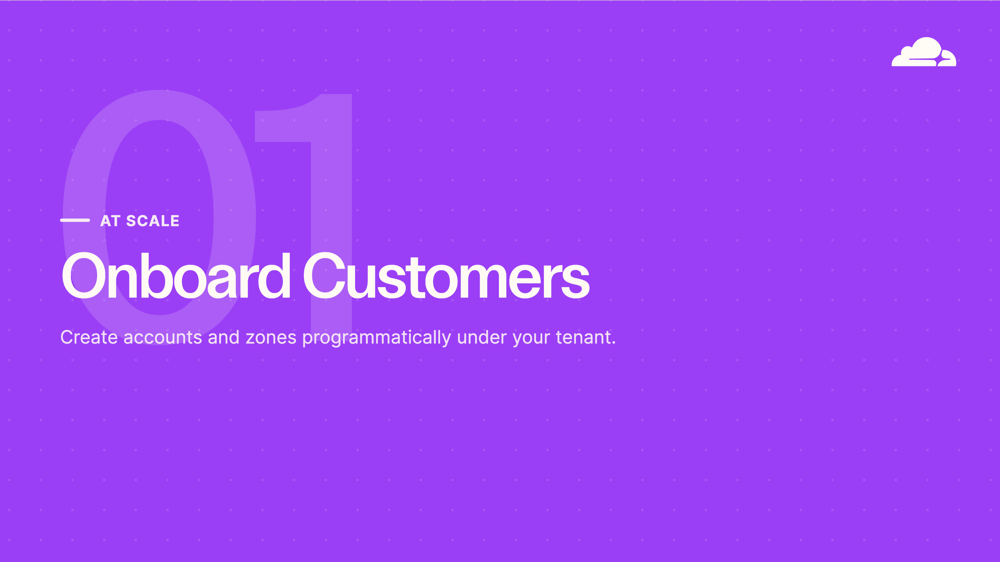 01
AT SCALE
Onboard Customers
Create accounts and zones programmatically under your tenant.